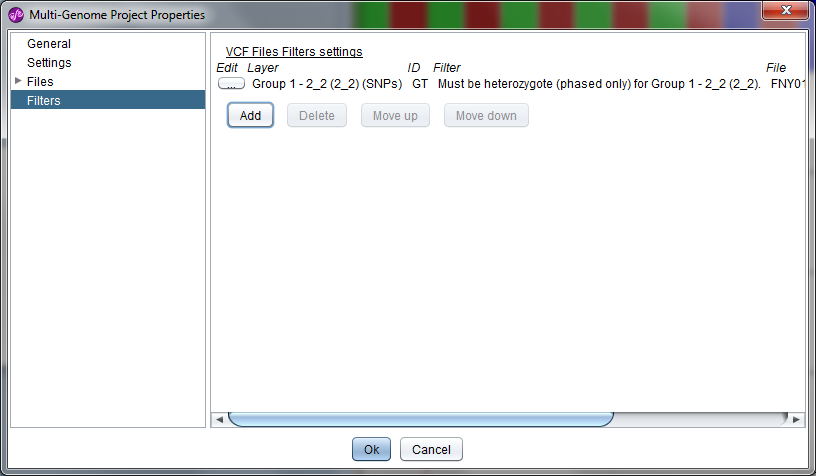 Multi-Genome Project Properties
General
Settings
Files
Filters
VCF Files Filters settings
Edit Layer ID Filter File
... Group 1 - 2_2 (2_2) (SNPs) GT Must be heterozygote (phased only) for Group 1 - 2_2 (2_2). FNY01
Add Delete Move up Move down
Ok Cancel